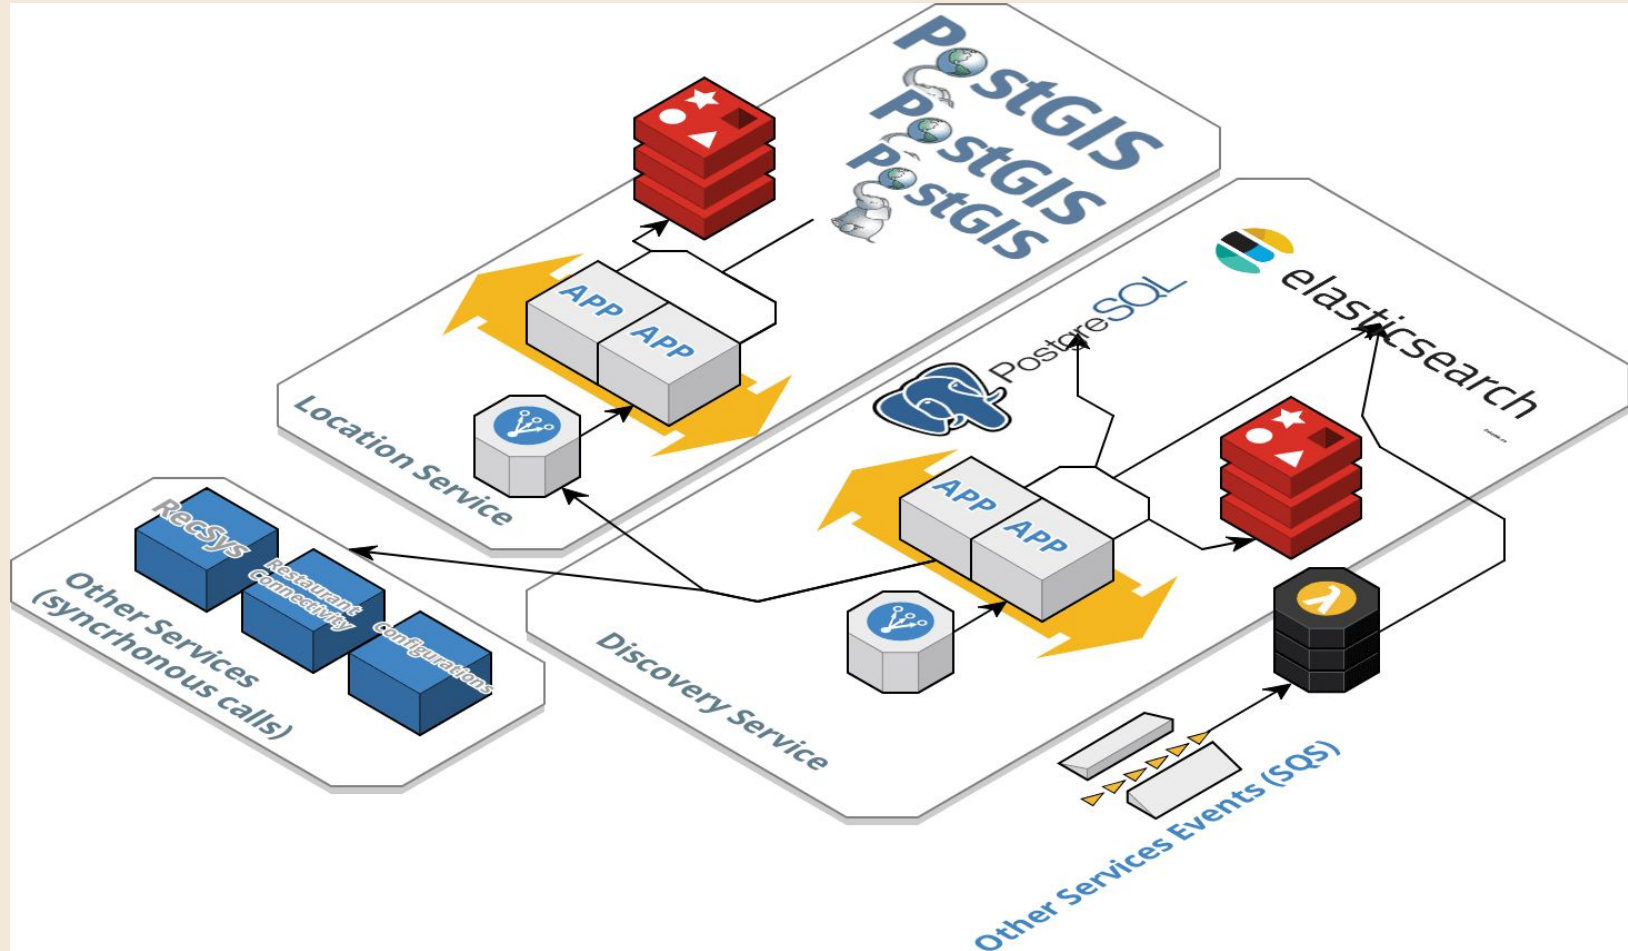 PostGIS
PostGIS
PostGIS
elasticsearch
PostgreSQL
APP
APP
Location Service
APP
APP
RecSys
Restaurant
Connectivity
Configurations
Other Services
(syncrhonous calls)
Discovery Service
λ
Other Services Events (SQS)